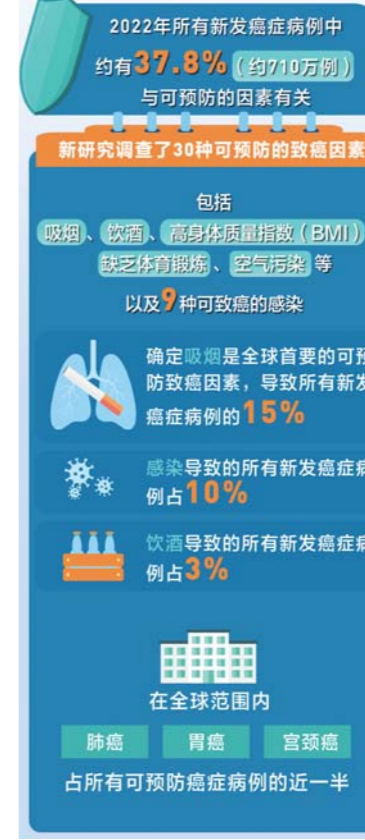 2022年所有新发癌症病例中
约有37.8%（约710万例）
与可预防的因素有关
新研究调查了30种可预防的致癌因素
包括
吸烟、饮酒、高身体质量指数（BMI）
缺乏体育锻炼、空气污染 等
以及9种可致癌的感染
确定吸烟是全球首要的可预
防致癌因素，导致所有新发
癌症病例的15%
感染导致的所有新发癌症病
例占10%
饮酒导致的所有新发癌症病
例占3%
在全球范围内
肺癌 胃癌 宫颈癌
占所有可预防癌症病例的近一半